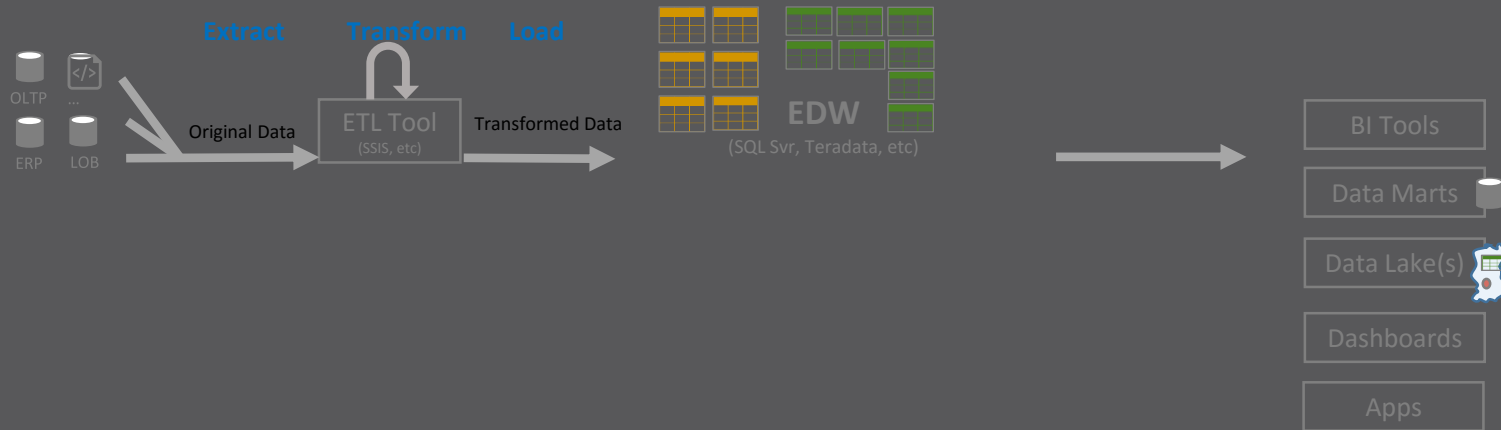 Extract Transform Load
OLTP ...
</>
ERP LOB
Original Data
ETL Tool
(SSIS, etc)
Transformed Data
EDW
(SQL Svr, Teradata, etc)
BI Tools
Data Marts
Data Lake(s)
Dashboards
Apps